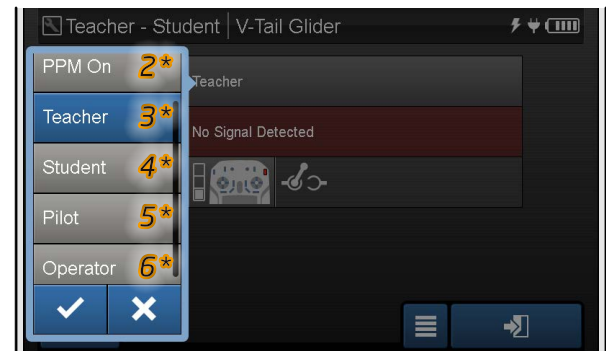 Teacher - Student | V-Tail Glider
PPM On 2*
Teacher
Teacher 3*
No Signal Detected
Student 4*
Pilot 5*
Operator 6*